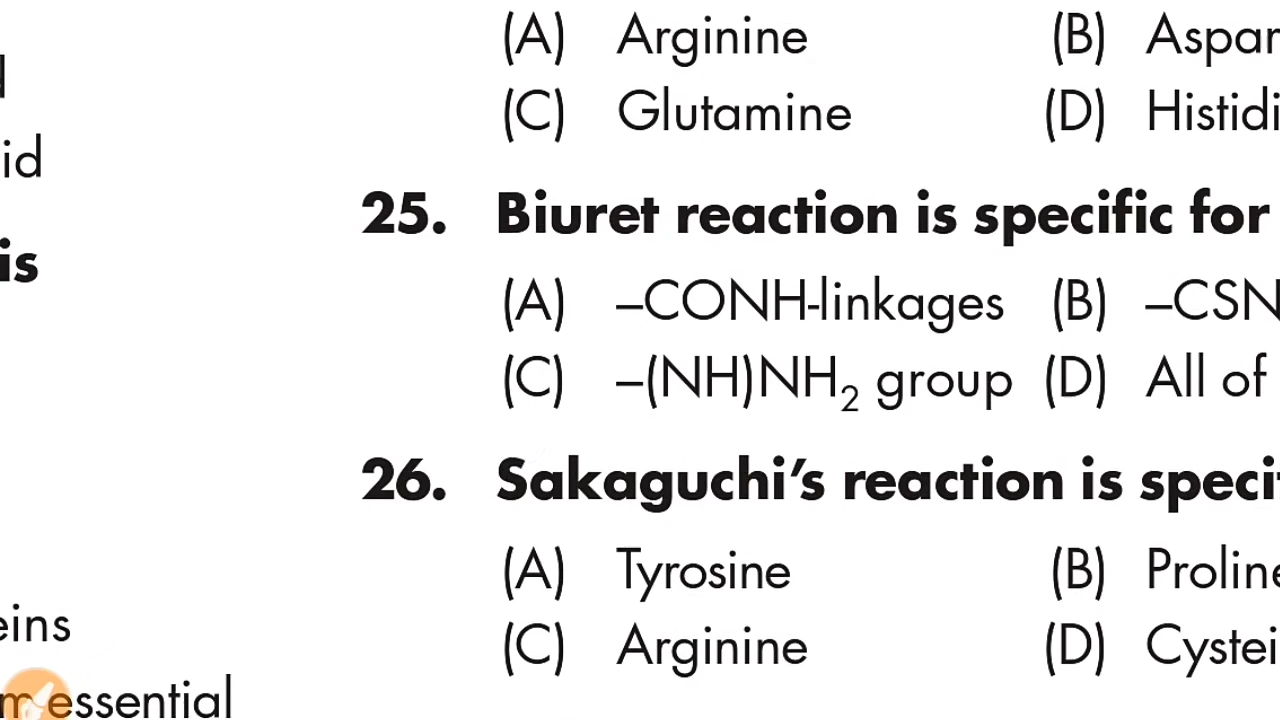 id
is
eins
essential
(A) Arginine (B) Aspar
(C) Glutamine (D) Histidi
25. Biuret reaction is specific for
(A) –CONH-linkages (B) –CSN
(C) –(NH)NH₂ group (D) All of
26. Sakaguchi’s reaction is specif
(A) Tyrosine (B) Proline
(C) Arginine (D) Cystei